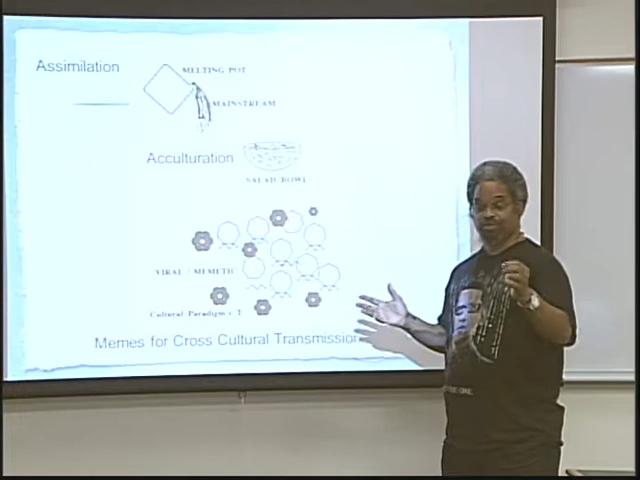 Assimilation
MELTING POT
MAINSTREAM
Acculturation
SALAD BOWL
VIRAL / MEMETIC
Cultural Paradigm
Memes for Cross Cultural Transmission